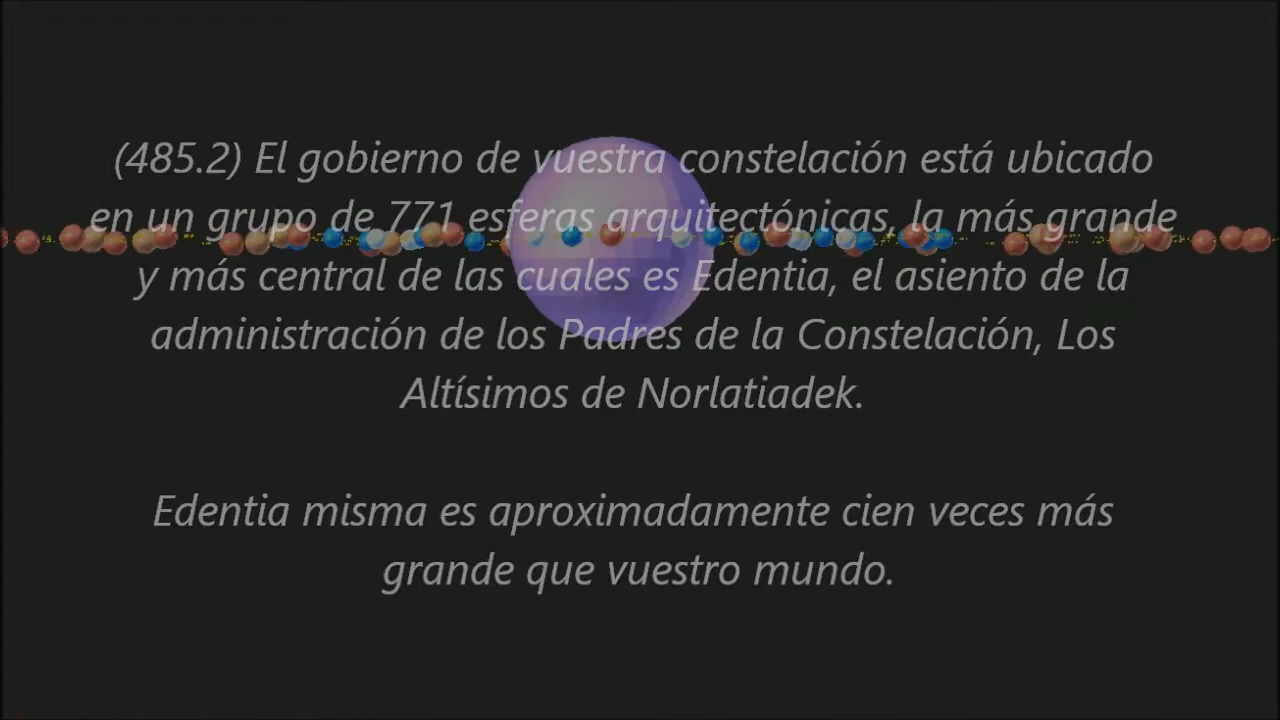 (485.2) El gobierno de vuestra constelación está ubicado
en un grupo de 771 esferas arquitectónicas, la más grande
y más central de las cuales es Edentia, el asiento de la
administración de los Padres de la Constelación, Los
Altísimos de Norlatiadek.
Edentia misma es aproximadamente cien veces más
grande que vuestro mundo.